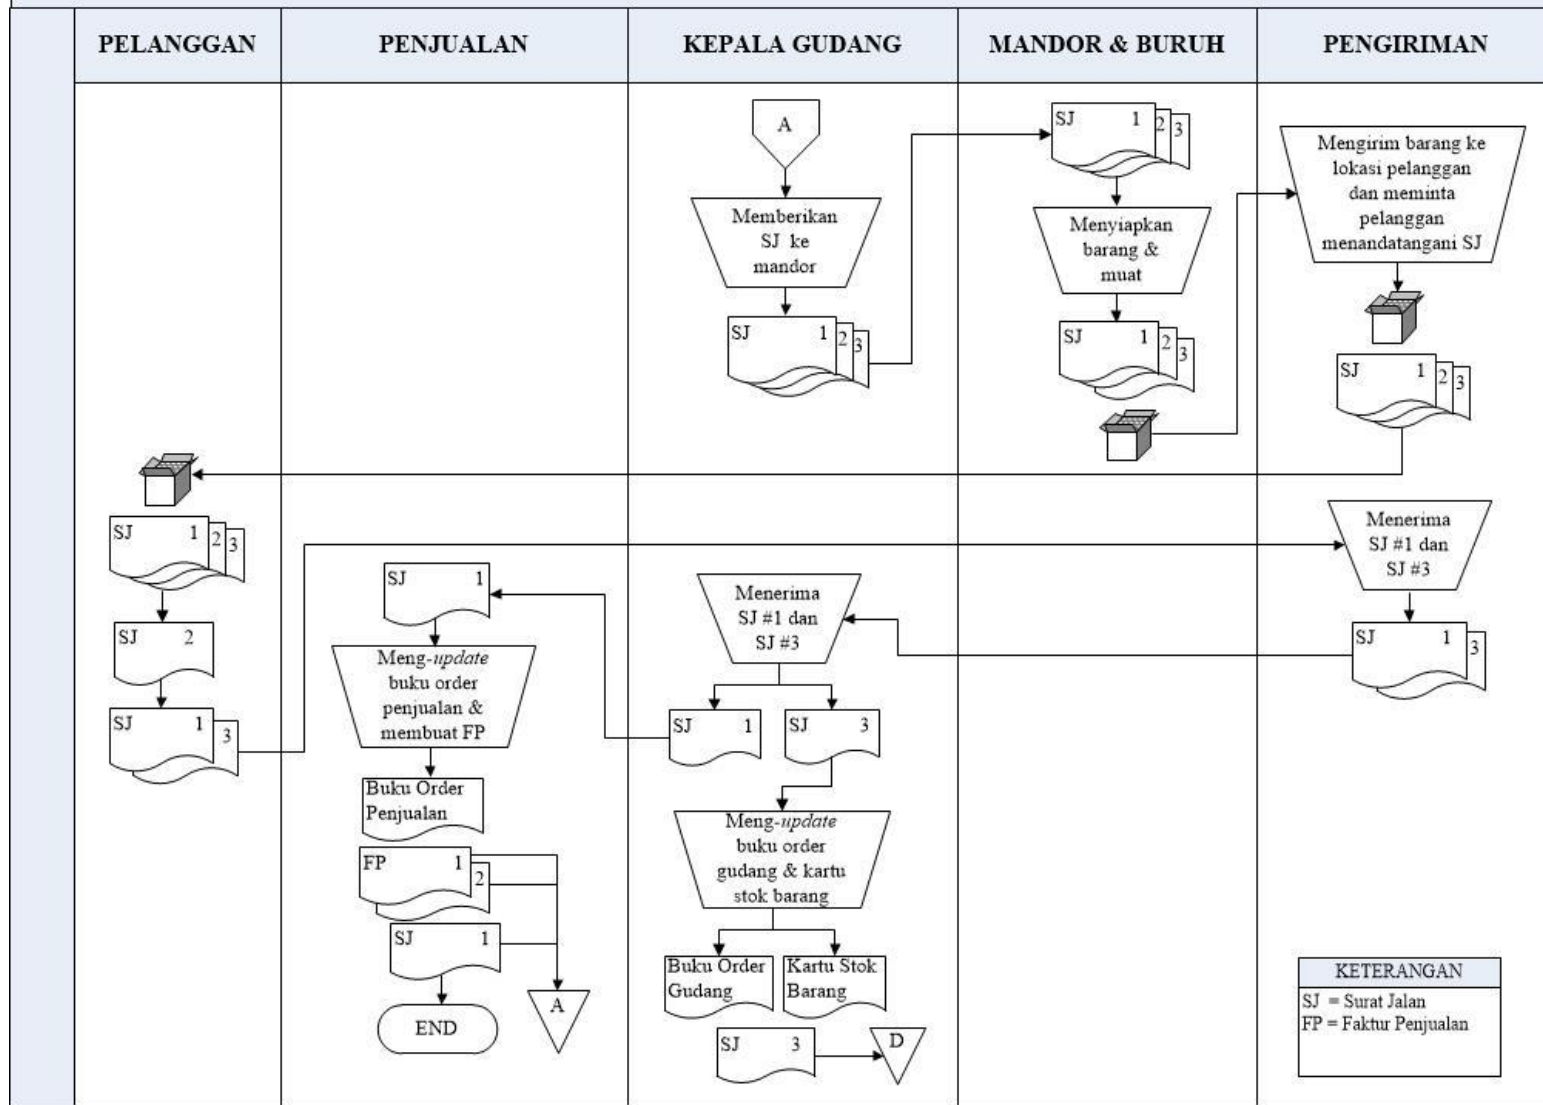 PELANGGAN
PENJUALAN
KEPALA GUDANG
MANDOR & BURUH
PENGIRIMAN
A
Memberikan
SJ ke
mandor
SJ 1 2 3
SJ 1 2 3
Menyiapkan
barang &
muat
SJ 1 2 3
Mengirim barang ke
lokasi pelanggan
dan meminta
pelanggan
menandatangani SJ
SJ 1 2 3
SJ 1 2 3
SJ 2
SJ 1 3
Menerima
SJ #1 dan
SJ #3
SJ 1 3
Menerima
SJ #1 dan
SJ #3
SJ 1
SJ 3
SJ 1
Meng-update
buku order
penjualan &
membuat FP
Buku Order
Penjualan
FP 1 2
SJ 1
END
A
Meng-update
buku order
gudang & kartu
stok barang
Buku Order
Gudang
Kartu Stok
Barang
SJ 3
D
KETERANGAN
SJ = Surat Jalan
FP = Faktur Penjualan